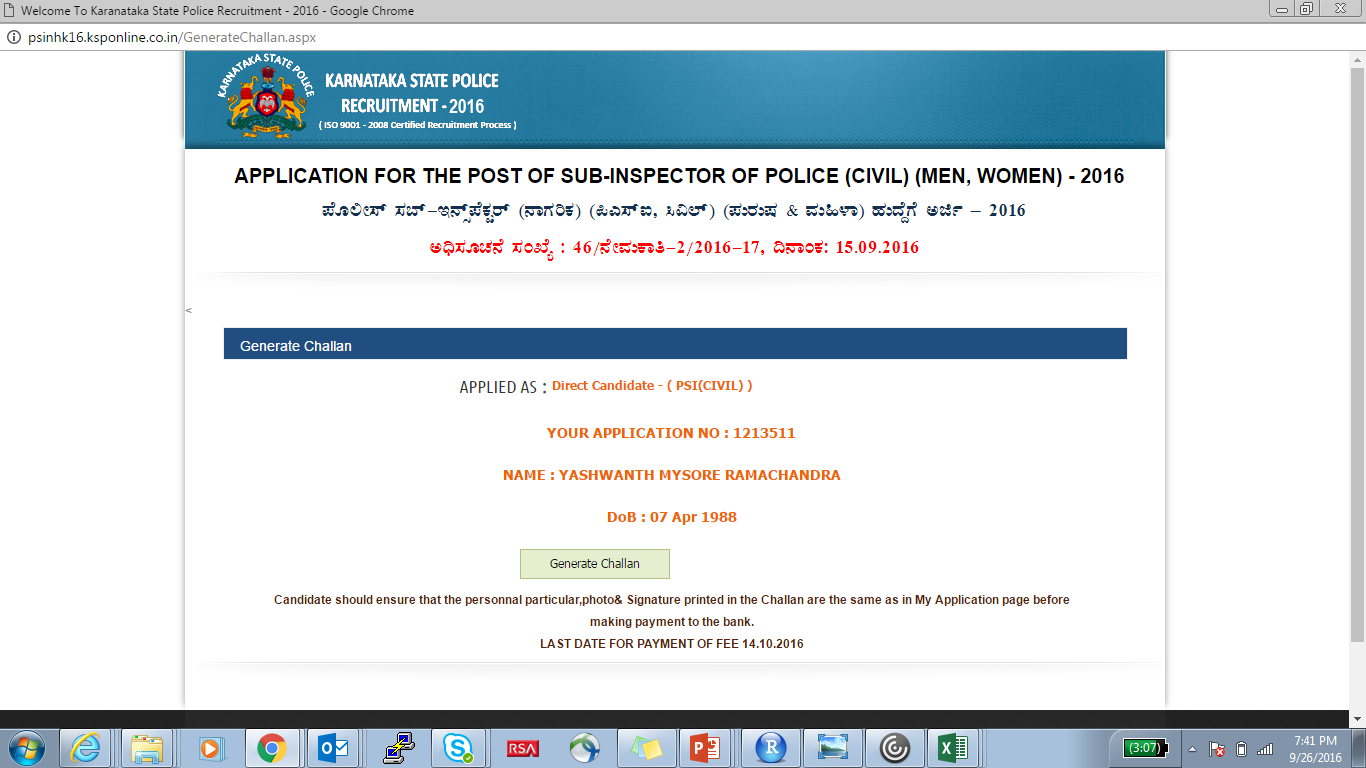 Welcome To Karanataka State Police Recruitment - 2016 - Google Chrome
psinhk16.ksponline.co.in/GenerateChallan.aspx
KARNATAKA STATE POLICE
KARNATAKA STATE POLICE
RECRUITMENT - 2016
( ISO 9001 - 2008 Certified Recruitment Process )
APPLICATION FOR THE POST OF SUB-INSPECTOR OF POLICE (CIVIL) (MEN, WOMEN) - 2016
ಪೊಲೀಸ್ ಸಬ್-ಇನ್ಸ್‌ಪೆಕ್ಟರ್ (ನಾಗರಿಕ) (ಪಿಎಸ್ಐ, ಸಿವಿಲ್) (ಪುರುಷ & ಮಹಿಳಾ) ಹುದ್ದೆಗೆ ಅರ್ಜಿ – 2016
ಅಧಿಸೂಚನೆ ಸಂಖ್ಯೆ : 46/ನೇಮಕಾತಿ-2/2016-17, ದಿನಾಂಕ: 15.09.2016
<
Generate Challan
APPLIED AS : Direct Candidate - ( PSI(CIVIL) )
YOUR APPLICATION NO : 1213511
NAME : YASHWANTH MYSORE RAMACHANDRA
DoB : 07 Apr 1988
Generate Challan
Candidate should ensure that the personnal particular,photo& Signature printed in the Challan are the same as in My Application page before
making payment to the bank.
LAST DATE FOR PAYMENT OF FEE 14.10.2016
RSA
R
(3:07)
7:41 PM
9/26/2016